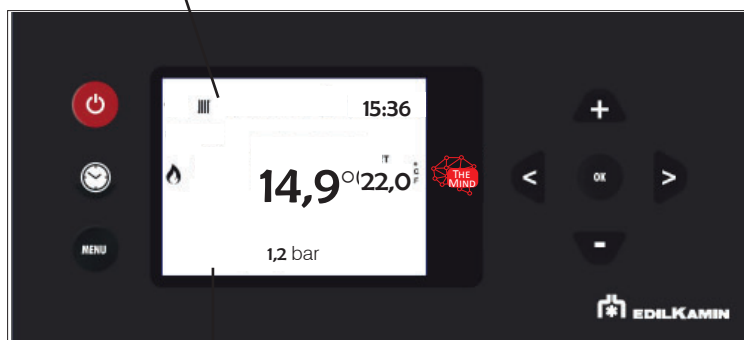 15:36
14,9° 22,0
1,2 bar
THE
MIND
MENU
OK
EDILKAMIN